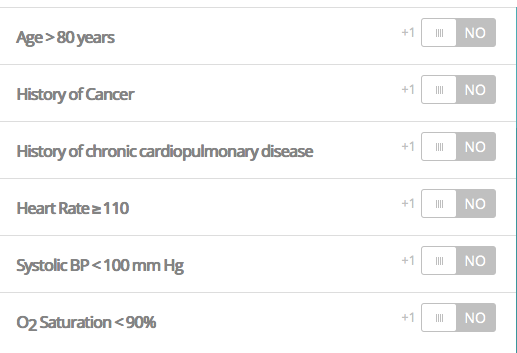 Age > 80 years +1 NO
History of Cancer +1 NO
History of chronic cardiopulmonary disease +1 NO
Heart Rate ≥ 110 +1 NO
Systolic BP < 100 mm Hg +1 NO
O2 Saturation < 90% +1 NO